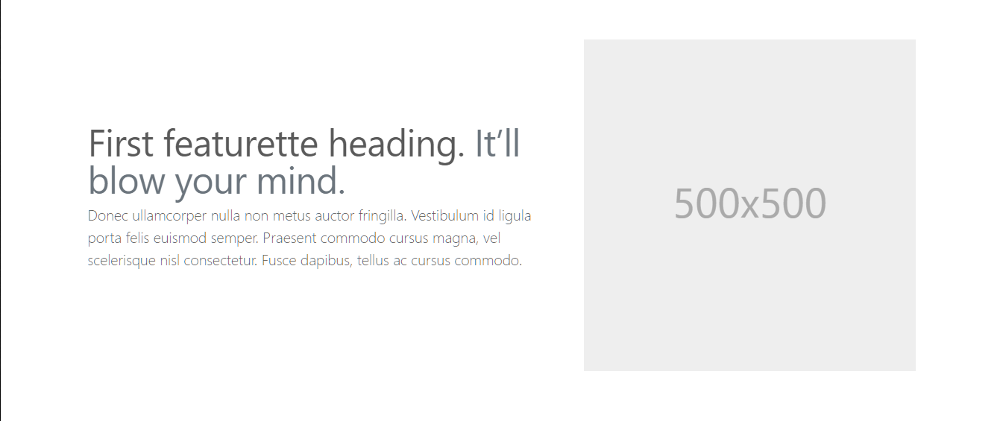 First featurette heading. It’ll
blow your mind.
Donec ullamcorper nulla non metus auctor fringilla. Vestibulum id ligula
porta felis euismod semper. Praesent commodo cursus magna, vel
scelerisque nisl consectetur. Fusce dapibus, tellus ac cursus commodo.
500x500